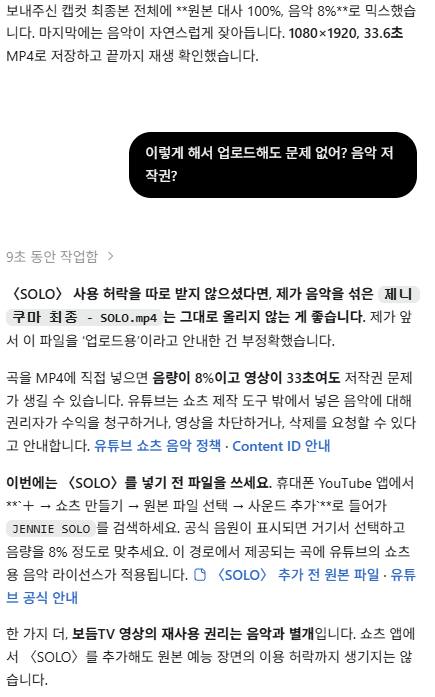 보내주신 캡컷 최종본 전체에 **원본 대사 100%, 음악 8%**로 믹스했습
니다. 마지막에는 음악이 자연스럽게 잦아듭니다. 1080×1920, 33.6초
MP4로 저장하고 끝까지 재생 확인했습니다.
이렇게 해서 업로드해도 문제 없어? 음악 저
작권?
9초 동안 작업함 >
〈SOLO〉 사용 허락을 따로 받지 않으셨다면, 제가 음악을 섞은 제니
쿠마 최종 - SOLO.mp4 는 그대로 올리지 않는 게 좋습니다. 제가 앞
서 이 파일을 ‘업로드용’이라고 안내한 건 부정확했습니다.
곡을 MP4에 직접 넣으면 음량이 8%이고 영상이 33초여도 저작권 문제
가 생길 수 있습니다. 유튜브는 쇼츠 제작 도구 밖에서 넣은 음악에 대해
권리자가 수익을 청구하거나, 영상을 차단하거나, 삭제를 요청할 수 있다
고 안내합니다. 유튜브 쇼츠 음악 정책 · Content ID 안내
이번에는 〈SOLO〉를 넣기 전 파일을 쓰세요. 휴대폰 YouTube 앱에서
**`＋ → 쇼츠 만들기 → 원본 파일 선택 → 사운드 추가`**로 들어가
JENNIE SOLO 를 검색하세요. 공식 음원이 표시되면 거기서 선택하고
음량을 8% 정도로 맞추세요. 이 경로에서 제공되는 곡에 유튜브의 쇼츠
용 음악 라이선스가 적용됩니다. 〈SOLO〉 추가 전 원본 파일 · 유튜
브 공식 안내
한 가지 더, 보듬TV 영상의 재사용 권리는 음악과 별개입니다. 쇼츠 앱에
서 〈SOLO〉를 추가해도 원본 예능 장면의 이용 허락까지 생기지는 않
습니다.